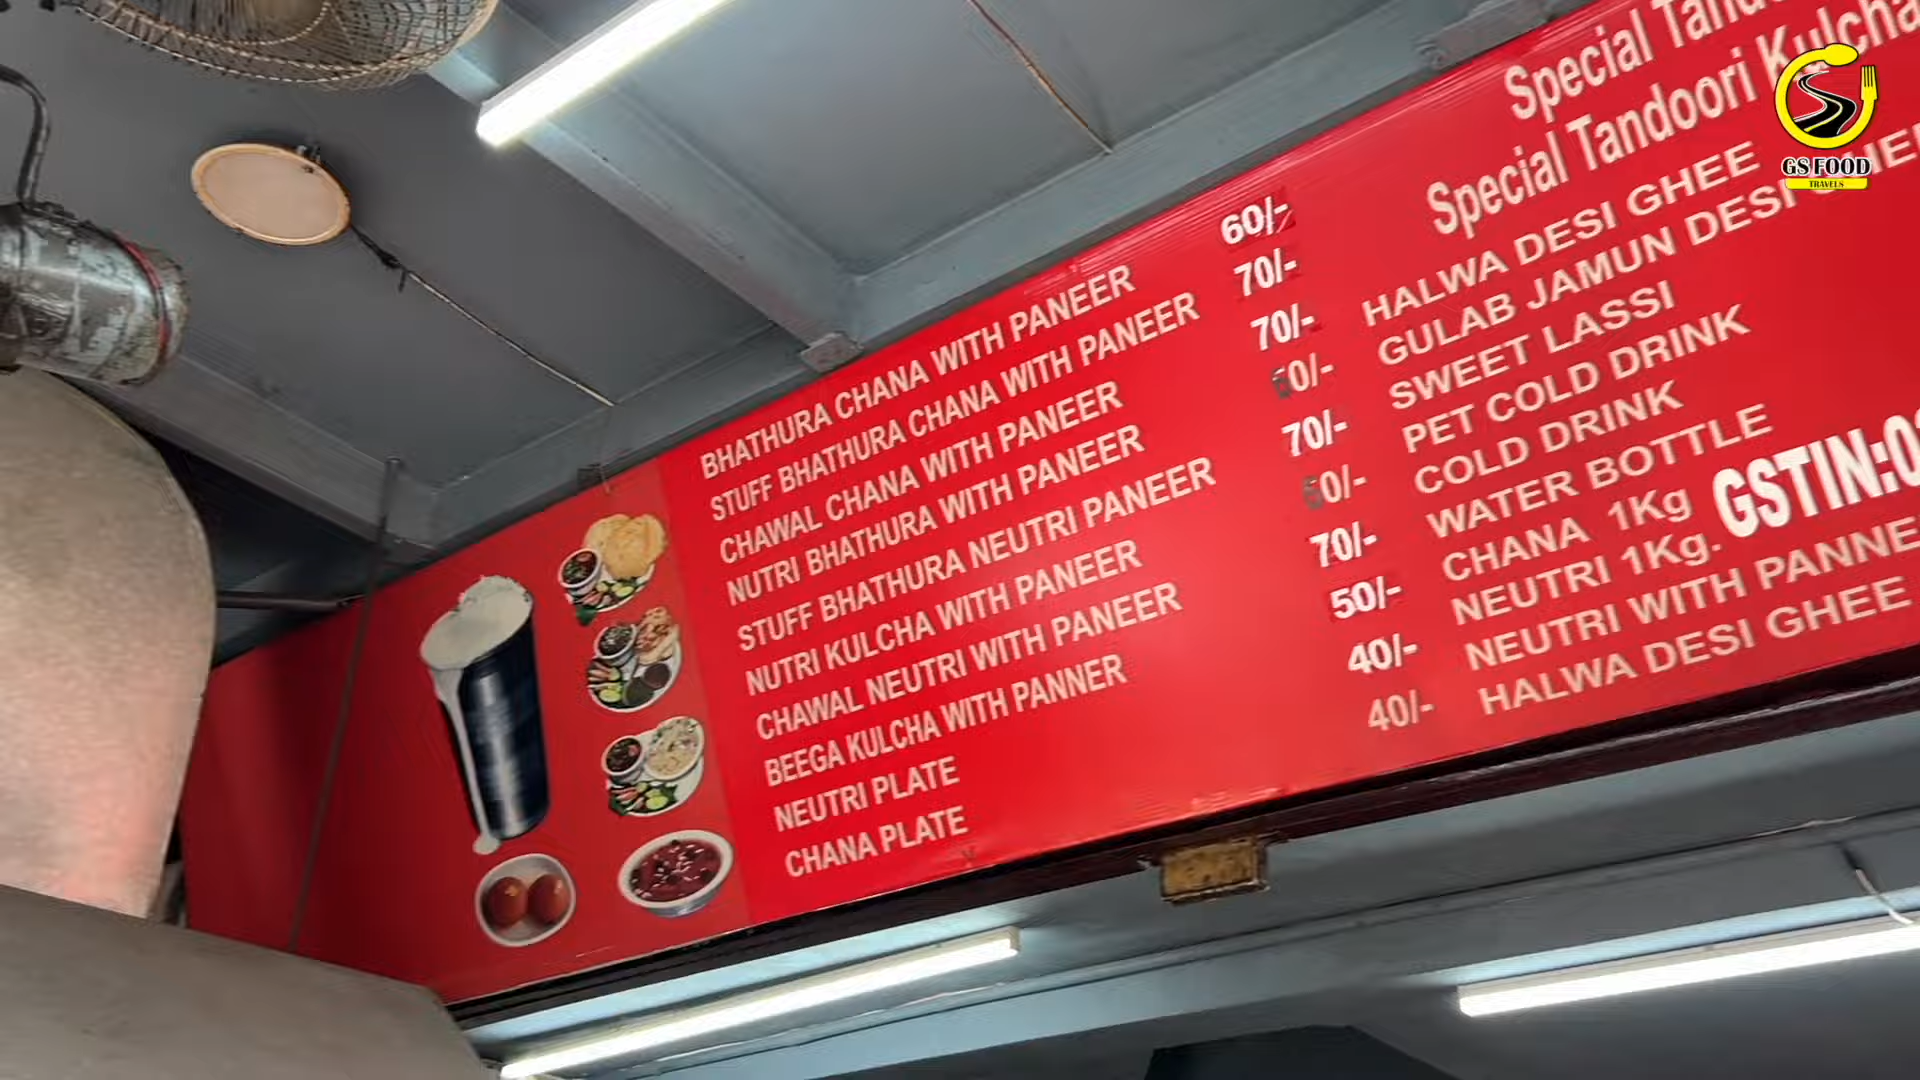 BHATHURA CHANA WITH PANEER 60/-
STUFF BHATHURA CHANA WITH PANEER 70/-
CHAWAL CHANA WITH PANEER 70/-
NUTRI BHATHURA WITH PANEER 60/-
STUFF BHATHURA NEUTRI PANEER 70/-
NUTRI KULCHA WITH PANEER 60/-
CHAWAL NEUTRI WITH PANEER 70/-
BEEGA KULCHA WITH PANNER 50/-
NEUTRI PLATE 40/-
CHANA PLATE 40/-
Special
Special Tandoori Kulcha
HALWA DESI GHEE
GULAB JAMUN DESI
SWEET LASSI
PET COLD DRINK
COLD DRINK
WATER BOTTLE
CHANA 1Kg
NEUTRI 1Kg.
GSTIN:
NEUTRI WITH
HALWA DESI GHEE
GS FOOD
TRAVELS